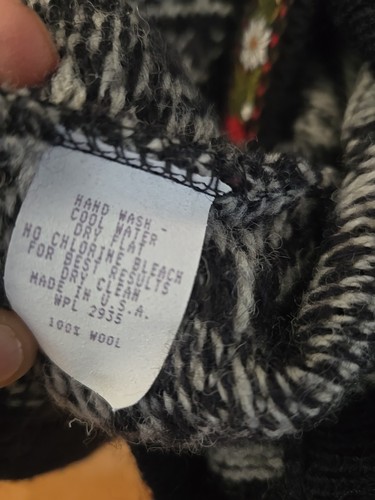 HAND WASH -
COOL WATER
DRY FLAT
NO CHLORINE BLEACH
FOR BEST RESULTS
DRY CLEAN
MADE IN U.S.A.
WPL 2935
100% WOOL